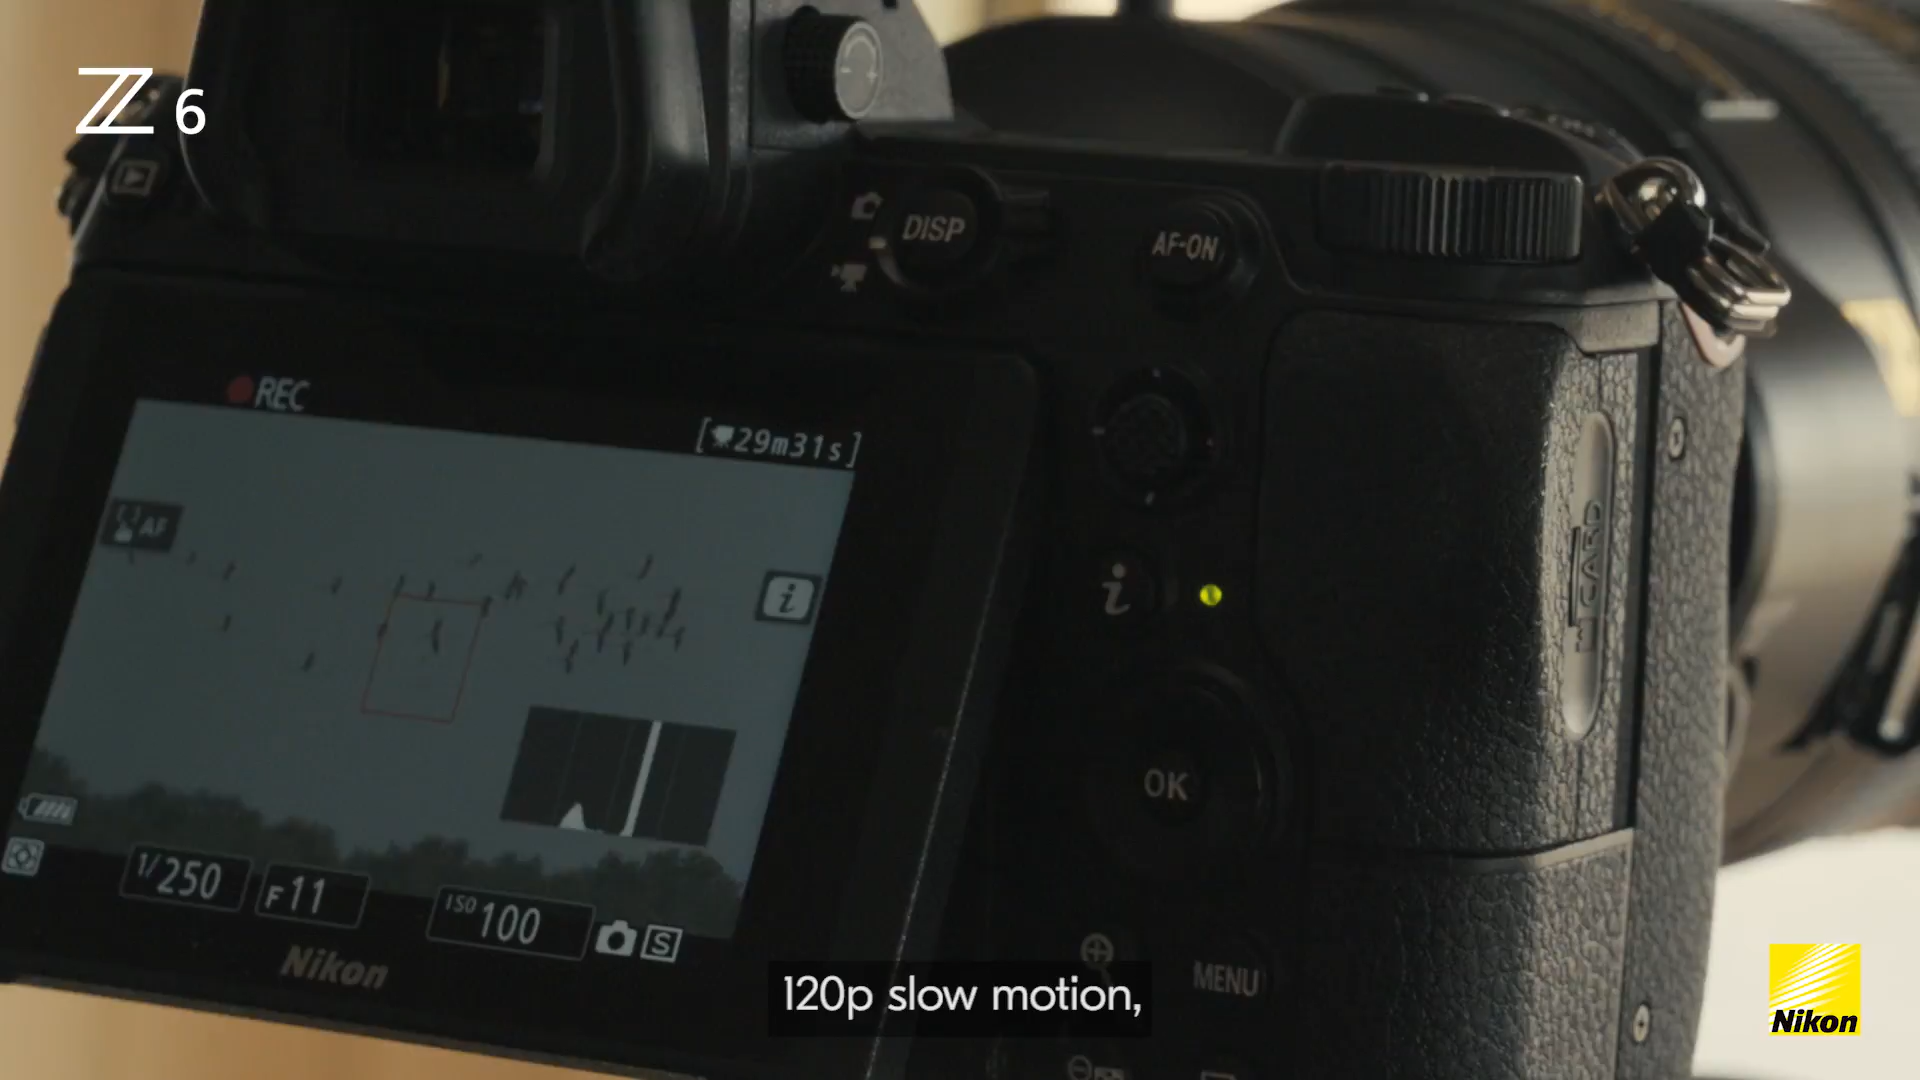 Z 6
DISP
AF-ON
REC
[29m31s]
AF
i
i
CARD
OK
1/250
F11
ISO 100
S
Nikon
MENU
120p slow motion,
Nikon